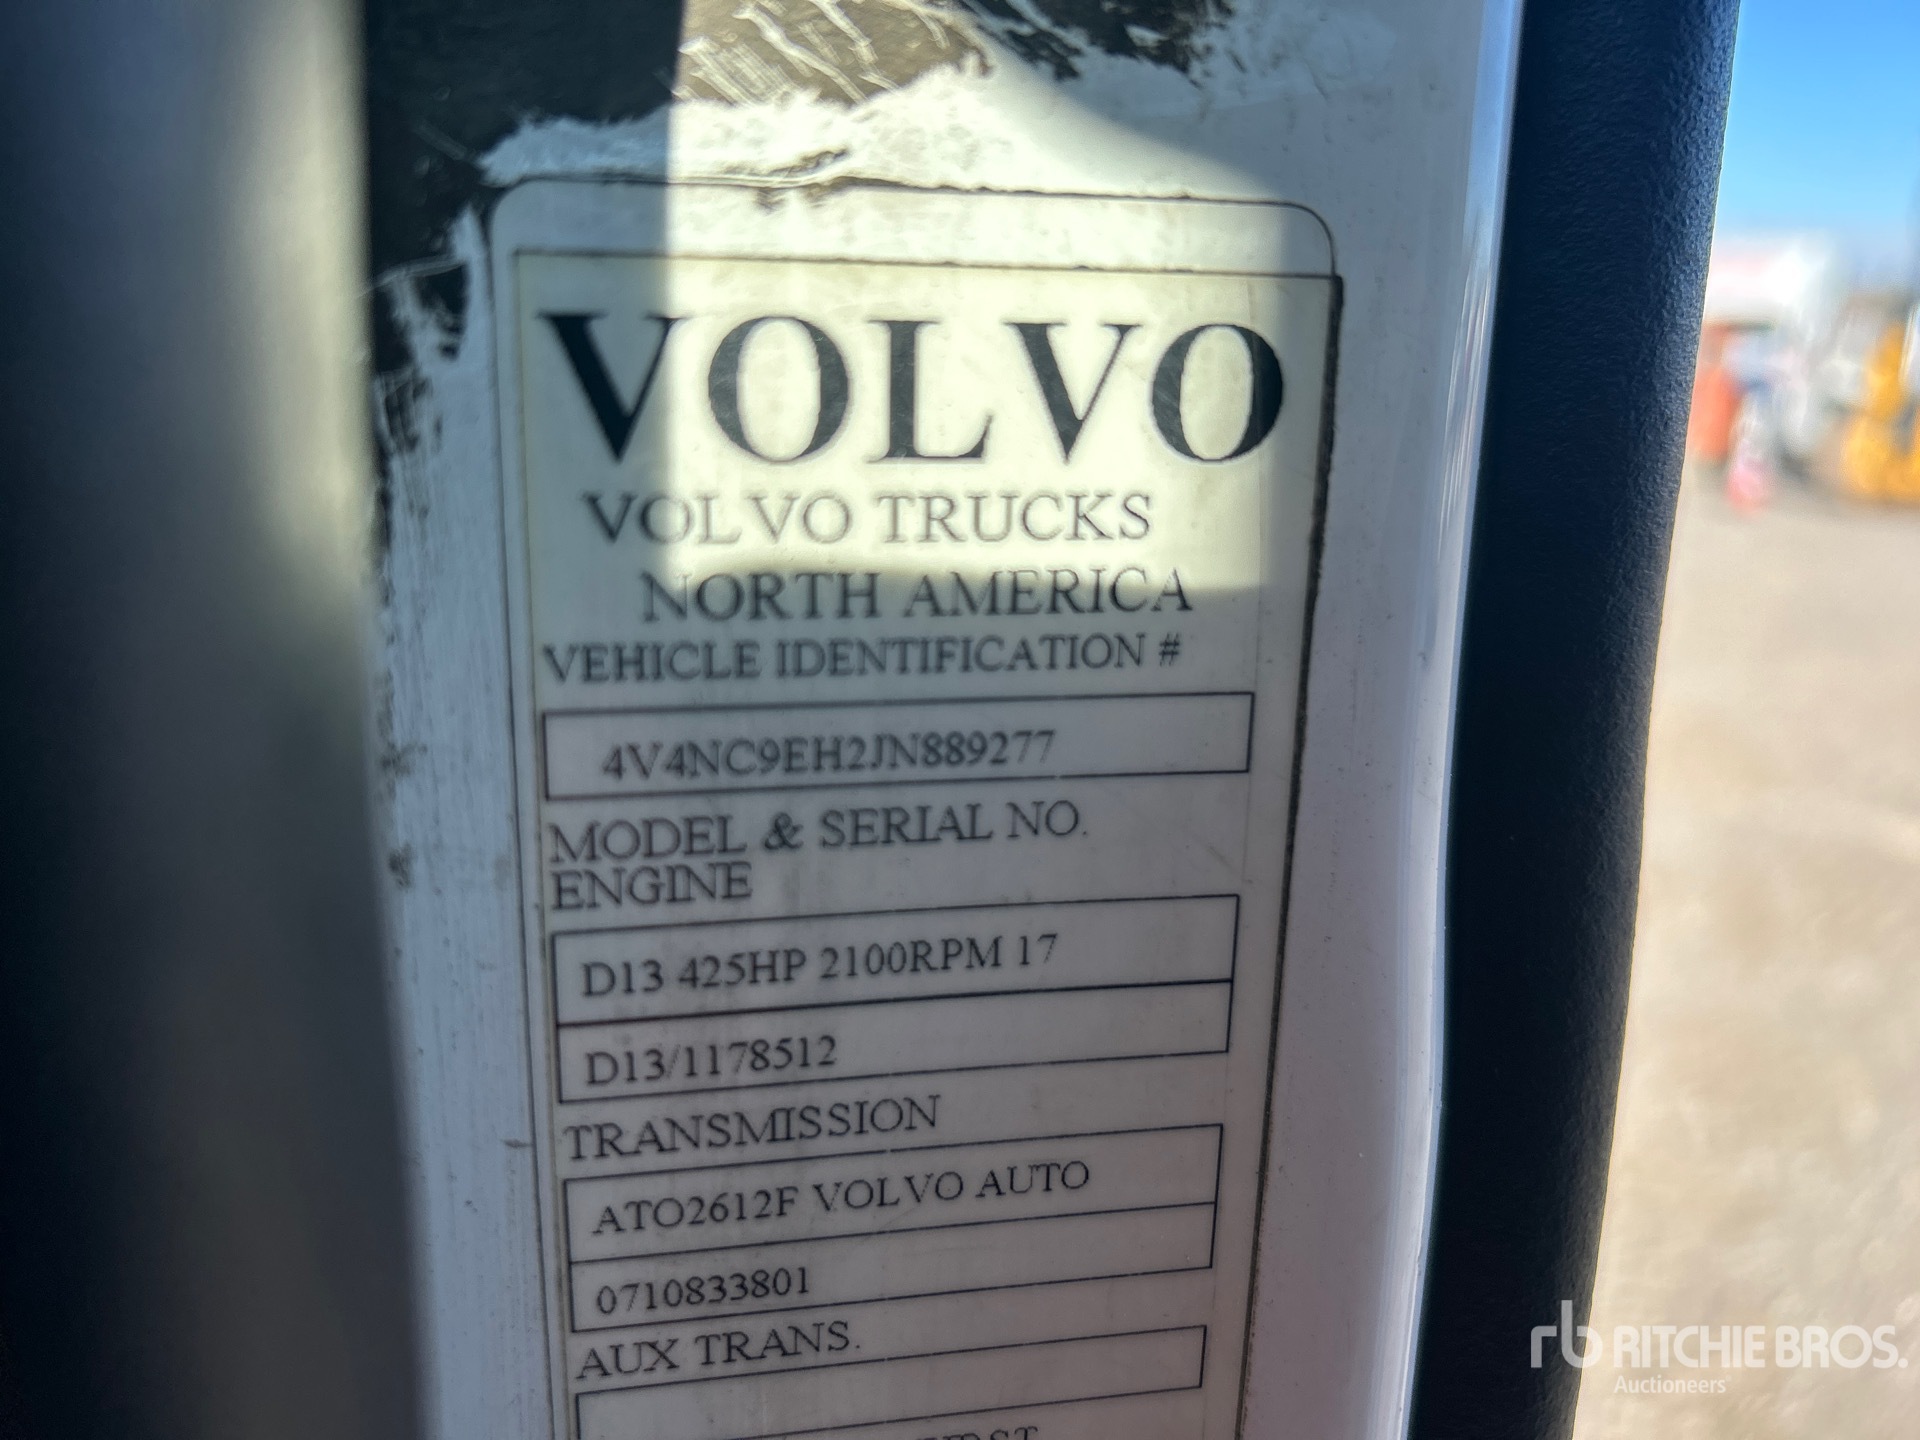 VOLVO
VOLVO TRUCKS
NORTH AMERICA
VEHICLE IDENTIFICATION #
4V4NC9EH2JN889277
MODEL & SERIAL NO.
ENGINE
D13 425HP 2100RPM 17
D13/1178512
TRANSMISSION
ATO2612F VOLVO AUTO
0710833801
AUX TRANS.
rb RITCHIE BROS.
Auctioneers